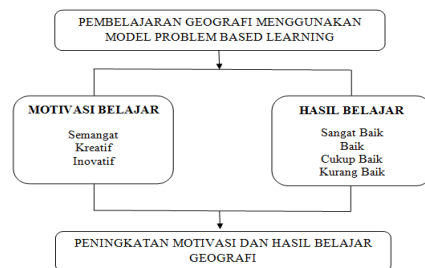 PEMBELAJARAN GEOGRAFI MENGGUNAKAN
MODEL PROBLEM BASED LEARNING
MOTIVASI BELAJAR
Semangat
Kreatif
Inovatif
HASIL BELAJAR
Sangat Baik
Baik
Cukup Baik
Kurang Baik
PENINGKATAN MOTIVASI DAN HASIL BELAJAR
GEOGRAFI